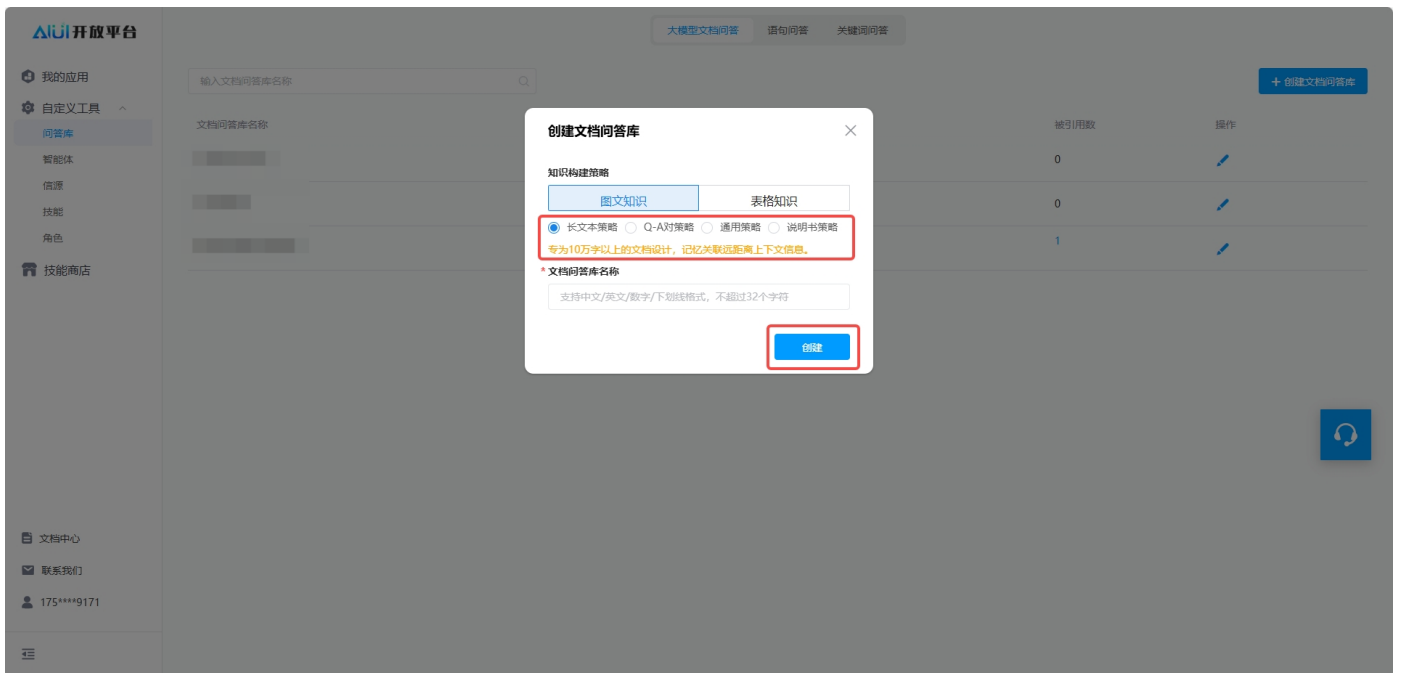 AIUI开放平台
大模型文档问答 语句问答 关键词问答
我的应用
输入文档问答库名称
+ 创建文档问答库
自定义工具
问答库
智能体
信源
技能
角色
技能商店
文档问答库名称 被引用数 操作
0
0
1
创建文档问答库
知识构建策略
图文知识 表格知识
长文本策略 Q-A对策略 通用策略 说明书策略
专为10万字以上的文档设计，记忆关联远距离上下文信息。
* 文档问答库名称
支持中文/英文/数字/下划线格式，不超过32个字符
创建
文档中心
联系我们
175****9171